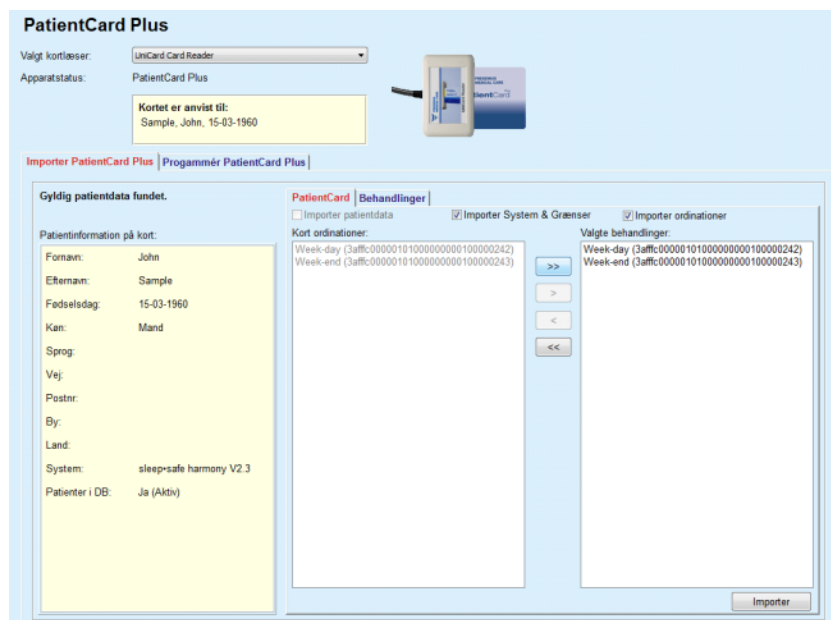 PatientCard Plus
Valgt kortlæser: UniCard Card Reader
Apparatstatus: PatientCard Plus
Kortet er anvist til:
Sample, John, 15-03-1960
Importer PatientCard Plus Progammér PatientCard Plus
Gyldig patientdata fundet.
Patientinformation på kort:
Fornavn: John
Efternavn: Sample
Fødselsdag: 15-03-1960
Køn: Mand
Sprog:
Vej:
Postnr:
By:
Land:
System: sleep•safe harmony V2.3
Patienter i DB: Ja (Aktiv)
PatientCard Behandlinger
Importer patientdata Importer System & Grænser Importer ordinationer
Kort ordinationer: Valgte behandlinger:
Week-day (3afffc00000101000000000100000242) >> Week-day (3afffc00000101000000000100000242)
Week-end (3afffc00000101000000000100000243) Week-end (3afffc00000101000000000100000243)
>
<
<<
Importer